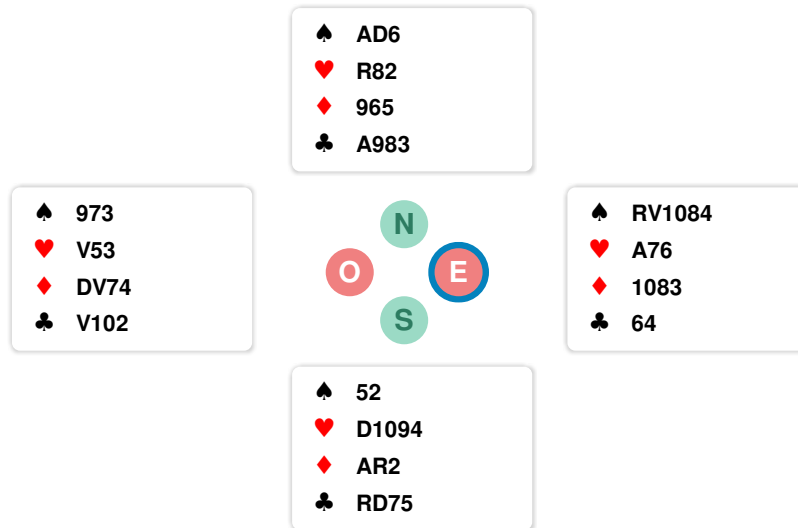 ♠ AD6
♥ R82
♦ 965
♣ A983
♠ 973
♥ V53
♦ DV74
♣ V102
N
O E
S
♠ RV1084
♥ A76
♦ 1083
♣ 64
♠ 52
♥ D1094
♦ AR2
♣ RD75